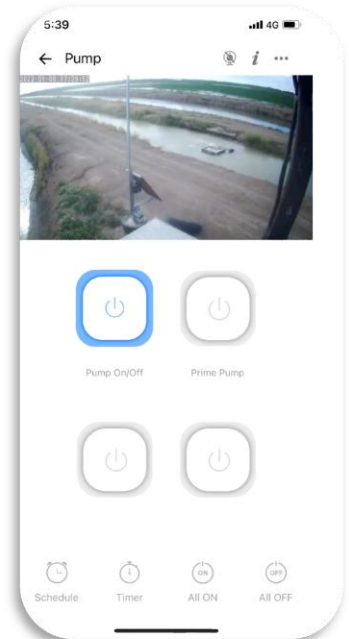 5:39
4G
← Pump
i ...
Pump On/Off Prime Pump
ON OFF
Schedule Timer All ON All OFF